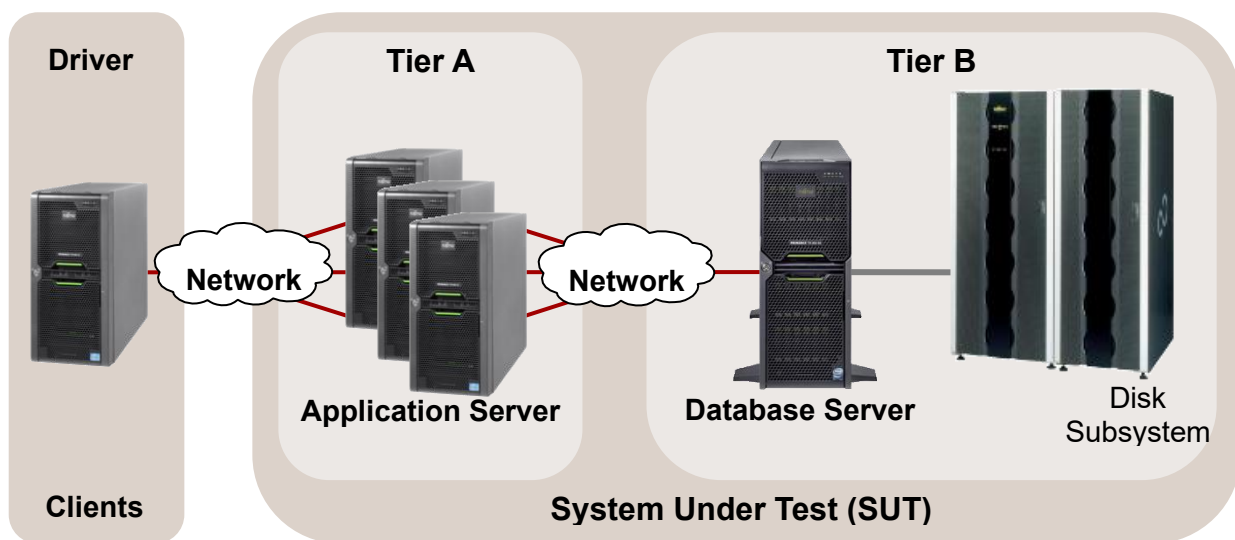 Driver
Tier A
Tier B
Network
Network
Application Server
Database Server
Disk
Subsystem
Clients
System Under Test (SUT)